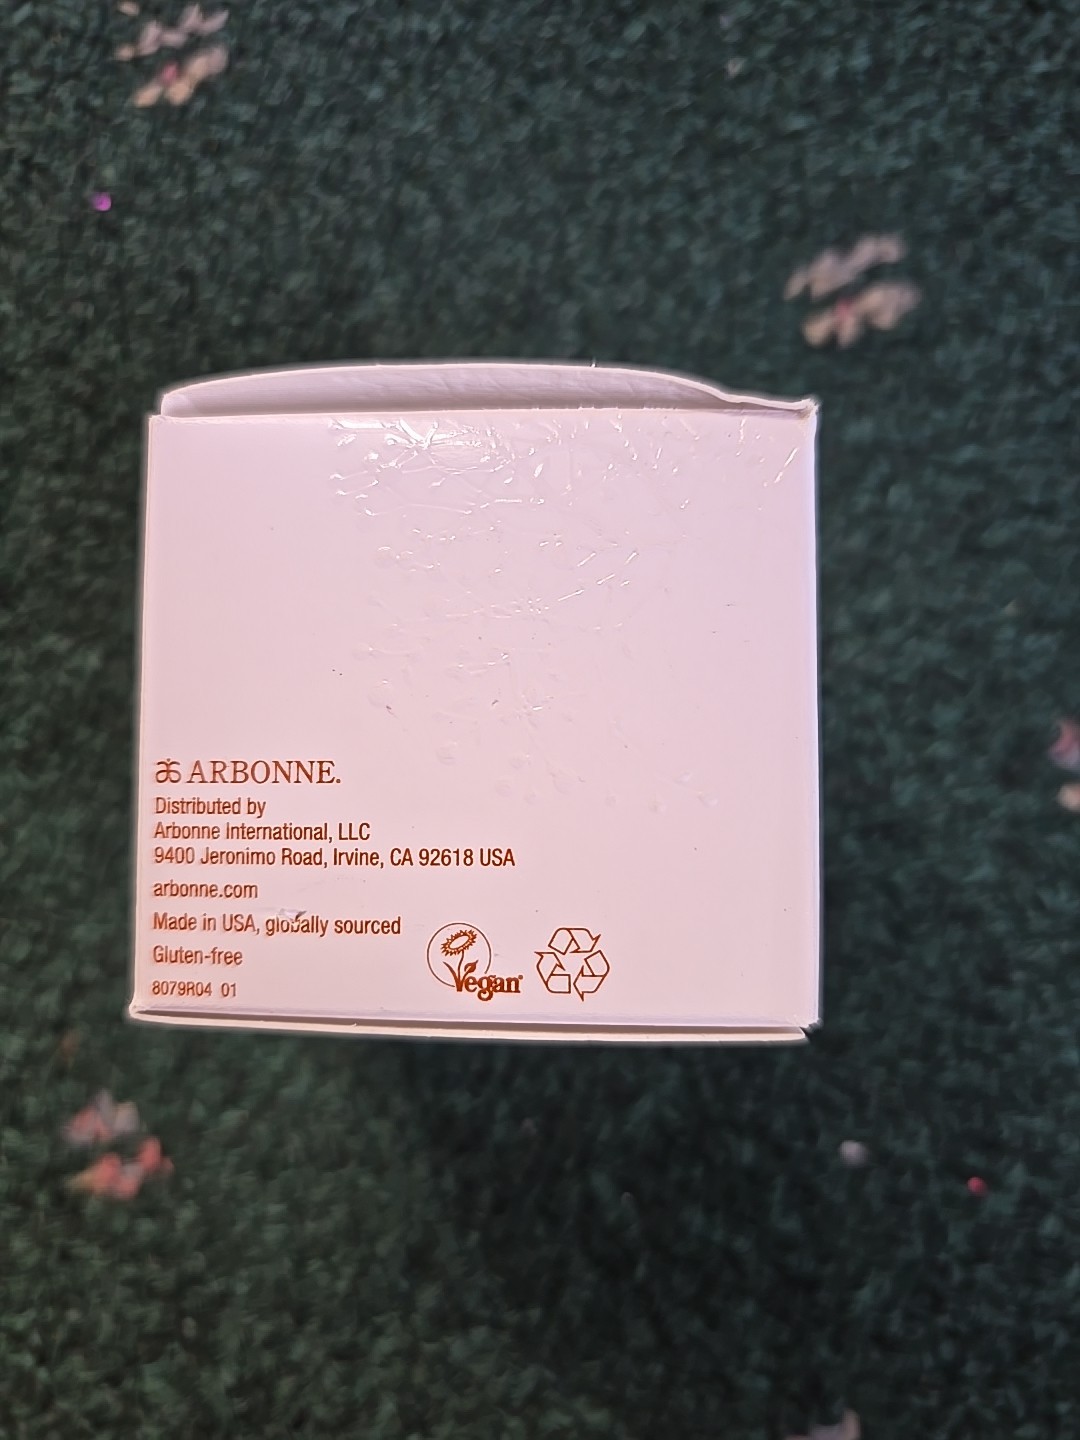 ARBONNE.
Distributed by
Arbonne International, LLC
9400 Jeronimo Road, Irvine, CA 92618 USA
arbonne.com
Made in USA, globally sourced
Gluten-free
Vegan
8079R04 01